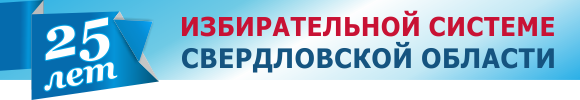 25
лет
ИЗБИРАТЕЛЬНОЙ СИСТЕМЕ
СВЕРДЛОВСКОЙ ОБЛАСТИ